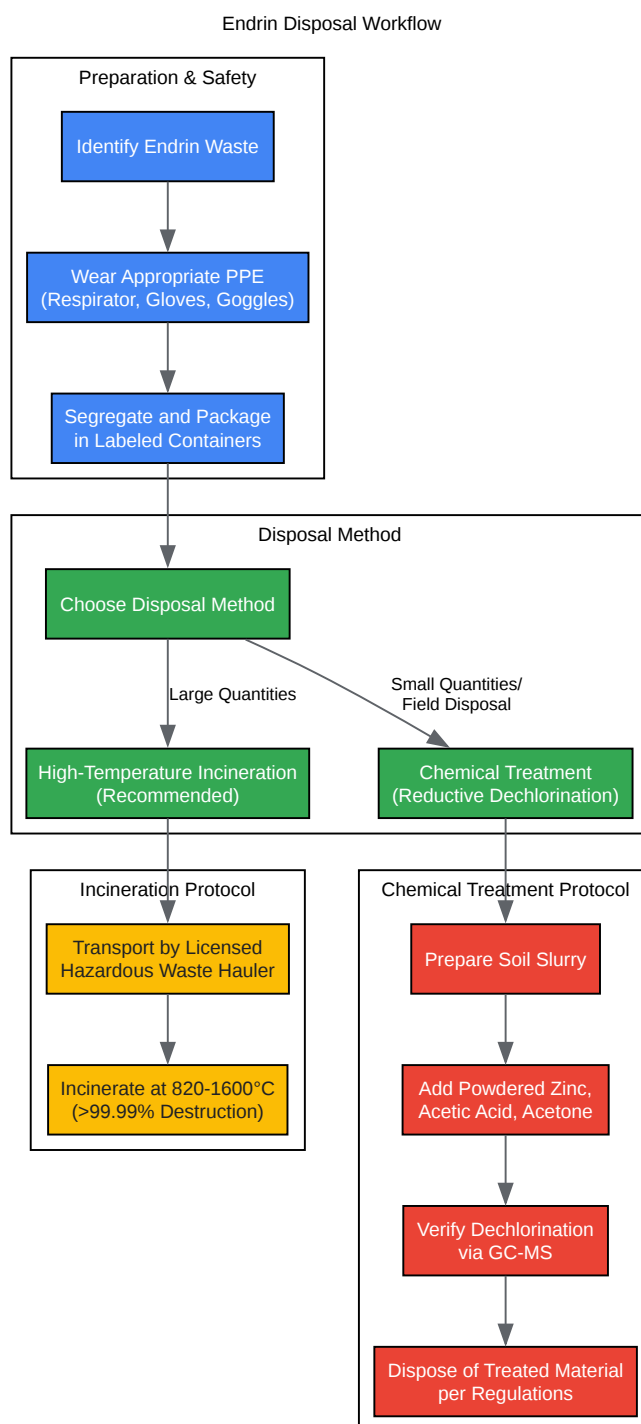 Endrin Disposal Workflow
Preparation & Safety
Identify Endrin Waste
Wear Appropriate PPE
(Respirator, Gloves, Goggles)
Segregate and Package
in Labeled Containers
Disposal Method
Choose Disposal Method
Large Quantities
Small Quantities/
Field Disposal
High-Temperature Incineration
(Recommended)
Chemical Treatment
(Reductive Dechlorination)
Incineration Protocol
Transport by Licensed
Hazardous Waste Hauler
Incinerate at 820-1600°C
(>99.99% Destruction)
Chemical Treatment Protocol
Prepare Soil Slurry
Add Powdered Zinc,
Acetic Acid, Acetone
Verify Dechlorination
via GC-MS
Dispose of Treated Material
per Regulations